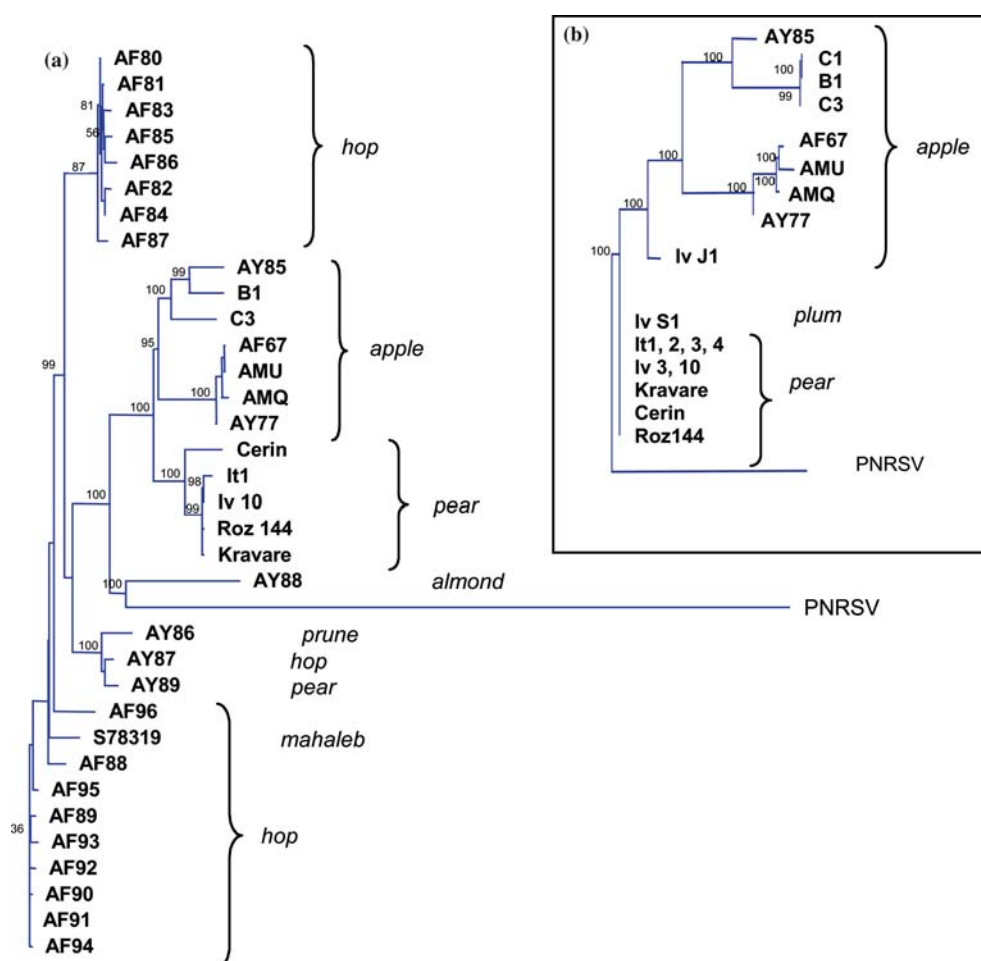 (a)
AF80
AF81
81
AF83
56
AF85
AF86
87
AF82
AF84
AF87
hop
AY85
99
B1
100
C3
95
AF67
AMU
AMQ
100
AY77
apple
100
Cerin
100
98
It1
Iv 10
99
Roz 144
Kravare
pear
99
100
AY88
almond
100
PNRSV
AY86
prune
100
AY87
hop
AY89
pear
AF96
S78319
mahaleb
AF88
AF95
AF89
36
AF93
AF92
AF90
AF91
AF94
hop
(b)
AY85
100
C1
100
B1
99
C3
AF67
100
AMU
100
AMQ
100
AY77
100
apple
100
Iv J1
100
plum
Iv S1
It1, 2, 3, 4
Iv 3, 10
Kravare
Cerin
Roz144
pear
PNRSV